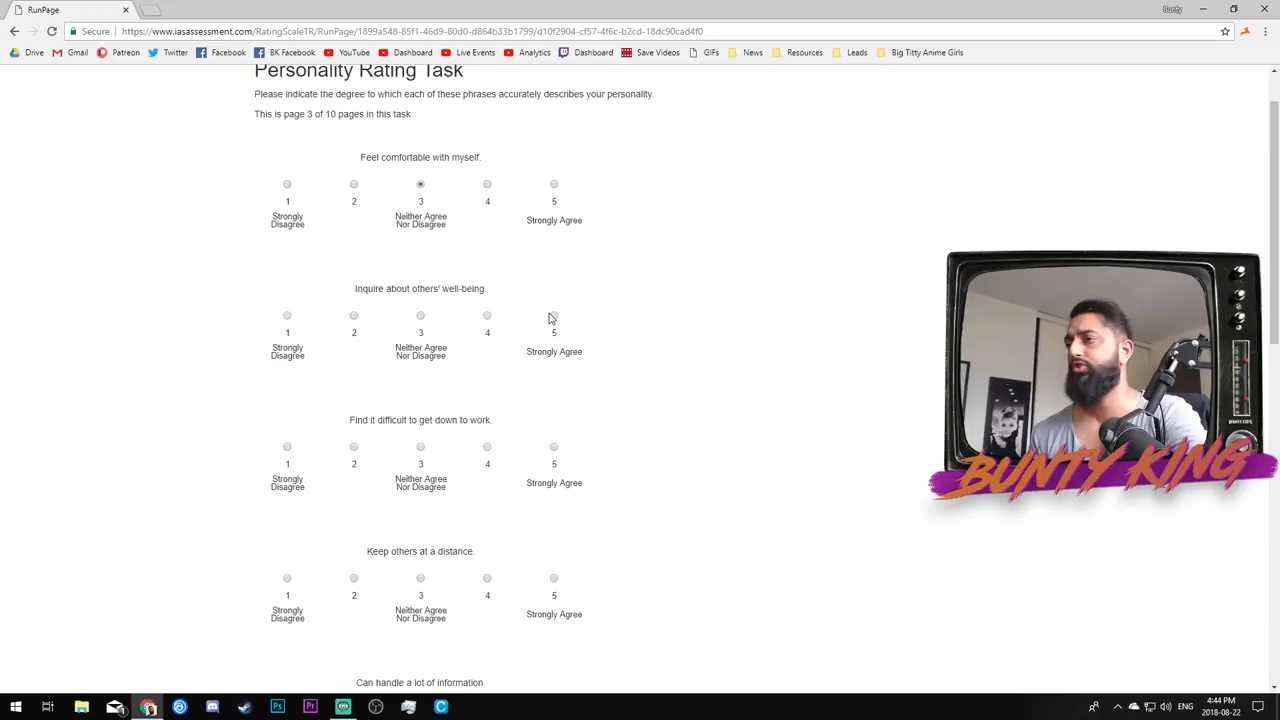 RunPage
Bunty
Secure
https://www.iasassessment.com/RatingScaleTR/RunPage/1899a548-85f1-46d9-80d0-d864b33b1799/d10f2904-cf57-4f6c-b2cd-18dc90cad4f0
Drive Gmail Patreon Twitter Facebook BK Facebook YouTube Dashboard Live Events Analytics Dashboard Save Videos GIFs News Resources Leads Big Titty Anime Girls
Personality Rating Task
Please indicate the degree to which each of these phrases accurately describes your personality.
This is page 3 of 10 pages in this task
Feel comfortable with myself.
1 2 3 4 5
Strongly Disagree Neither Agree Nor Disagree Strongly Agree
Inquire about others' well-being.
1 2 3 4 5
Strongly Disagree Neither Agree Nor Disagree Strongly Agree
Find it difficult to get down to work.
1 2 3 4 5
Strongly Disagree Neither Agree Nor Disagree Strongly Agree
Keep others at a distance.
1 2 3 4 5
Strongly Disagree Neither Agree Nor Disagree Strongly Agree
Can handle a lot of information.
PHILIPS
BUNTY KING
ENG
4:44 PM
2018-08-22